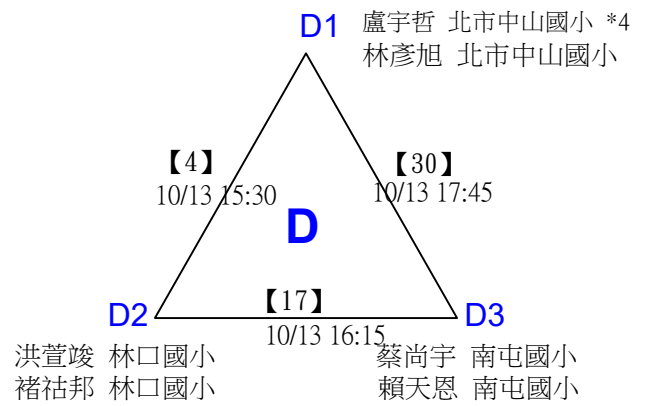 D1
盧宇哲 北市中山國小 *4
林彥旭 北市中山國小
【4】
10/13 15:30
【30】
10/13 17:45
D
【17】
10/13 16:15
D2
洪萱竣 林口國小
褚祜邦 林口國小
D3
蔡尚宇 南屯國小
賴天恩 南屯國小